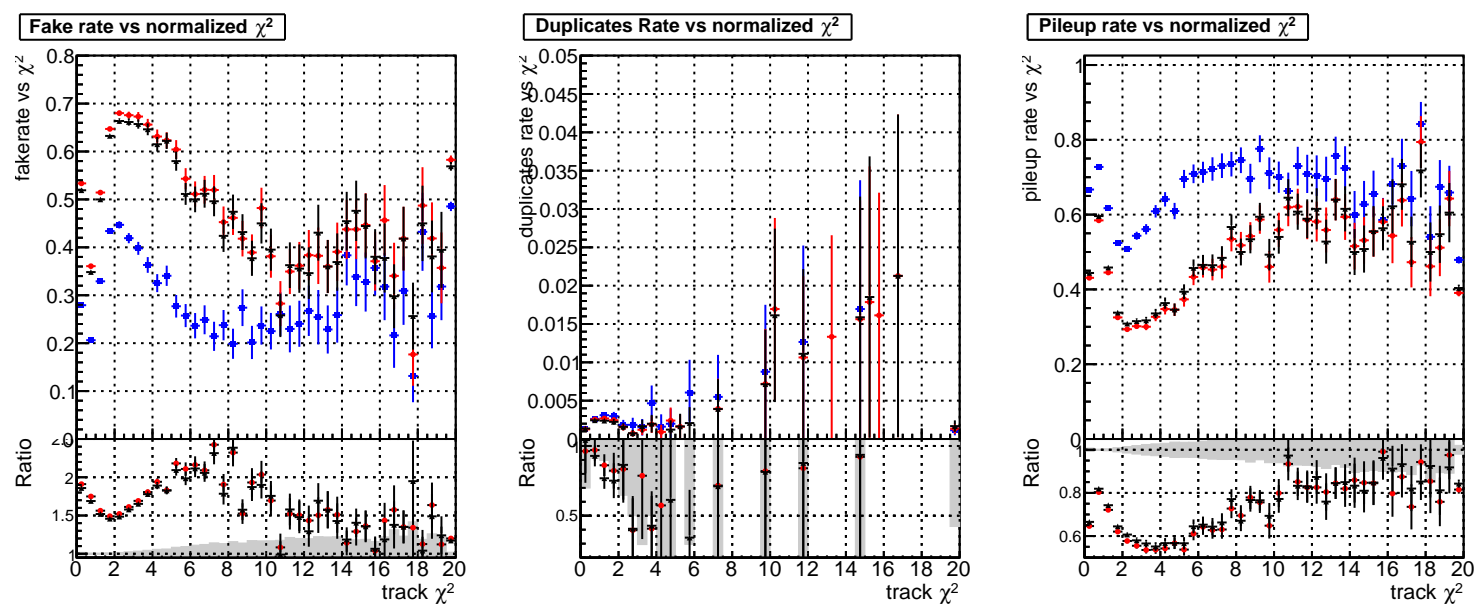 Fake rate vs normalized χ²
fakerate vs χ²
0.8
0.7
0.6
0.5
0.4
0.3
0.2
0.1
0
Ratio
2
1.5
1
0 2 4 6 8 10 12 14 16 18 20
track χ²
Duplicates Rate vs normalized χ²
duplicates rate vs χ²
0.05
0.045
0.04
0.035
0.03
0.025
0.02
0.015
0.01
0.005
0
Ratio
0.5
0 2 4 6 8 10 12 14 16 18 20
track χ²
Pileup rate vs normalized χ²
pileup rate vs χ²
1
0.8
0.6
0.4
0.2
0
Ratio
1
0.8
0.6
0 2 4 6 8 10 12 14 16 18 20
track χ²